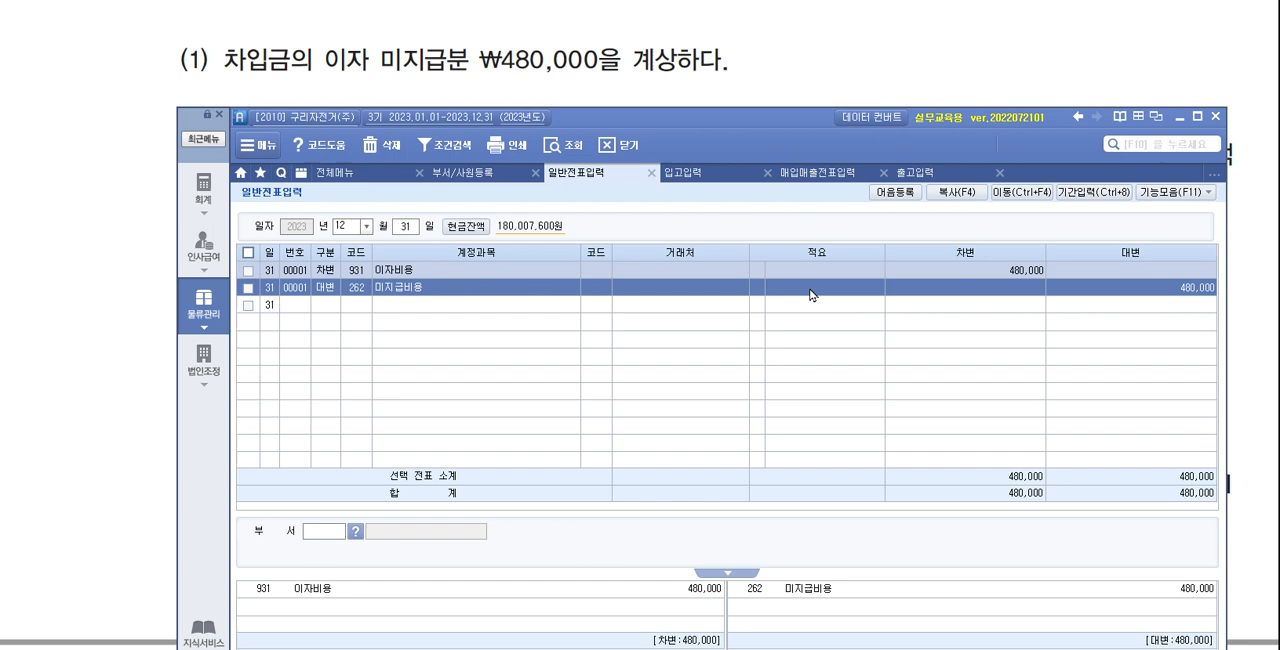 (1) 차입금의 이자 미지급분 ₩480,000을 계상하다.
[2010] 구리자전거(주) 3기 2023.01.01-2023.12.31 (2023년도) 데이터 컨버트 실무교육용 ver.2022072101
최근메뉴 메뉴 ? 코드도움 삭제 조건검색 인쇄 조회 닫기 [F10] 을 누르세요
전체메뉴 부서/사원등록 일반전표입력 입고입력 매입매출전표입력 출고입력 ...
일반전표입력 어음등록 복사(F4) 이동(Ctrl+F4) 기간입력(Ctrl+8) 기능모음(F11)
회계
인사급여
물류관리
법인조정
지식서비스
일자 2023 년 12 월 31 일 현금잔액 180,007,600원
일 번호 구분 코드 계정과목 코드 거래처 적요 차변 대변
31 00001 차변 931 이자비용 480,000
31 00001 대변 262 미지급비용 480,000
31
선택 전표 소계 480,000 480,000
합 계 480,000 480,000
부 서 ?
931 이자비용 480,000 262 미지급비용 480,000
[차변:480,000] [대변:480,000]